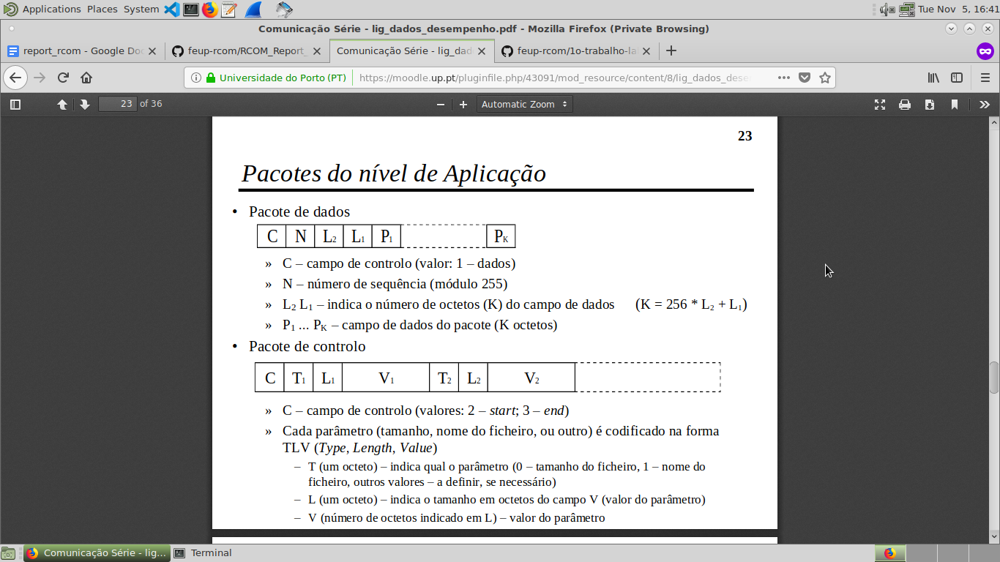 Applications Places System
Tue Nov 5, 16:41
Comunicação Série - lig_dados_desempenho.pdf - Mozilla Firefox (Private Browsing)
report_rcom - Google Do
feup-rcom/RCOM_Report_
Comunicação Série - lig_dad
feup-rcom/1o-trabalho-la
Universidade do Porto (PT)
https://moodle.up.pt/pluginfile.php/43091/mod_resource/content/8/lig_dados_dese
23 of 36
Automatic Zoom
23
Pacotes do nível de Aplicação
• Pacote de dados
C N L2 L1 P1 PK
» C – campo de controlo (valor: 1 – dados)
» N – número de sequência (módulo 255)
» L2 L1 – indica o número de octetos (K) do campo de dados (K = 256 * L2 + L1)
» P1 ... PK – campo de dados do pacote (K octetos)
• Pacote de controlo
C T1 L1 V1 T2 L2 V2
» C – campo de controlo (valores: 2 – start; 3 – end)
» Cada parâmetro (tamanho, nome do ficheiro, ou outro) é codificado na forma
TLV (Type, Length, Value)
– T (um octeto) – indica qual o parâmetro (0 – tamanho do ficheiro, 1 – nome do
ficheiro, outros valores – a definir, se necessário)
– L (um octeto) – indica o tamanho em octetos do campo V (valor do parâmetro)
– V (número de octetos indicado em L) – valor do parâmetro
Comunicação Série - lig...
Terminal